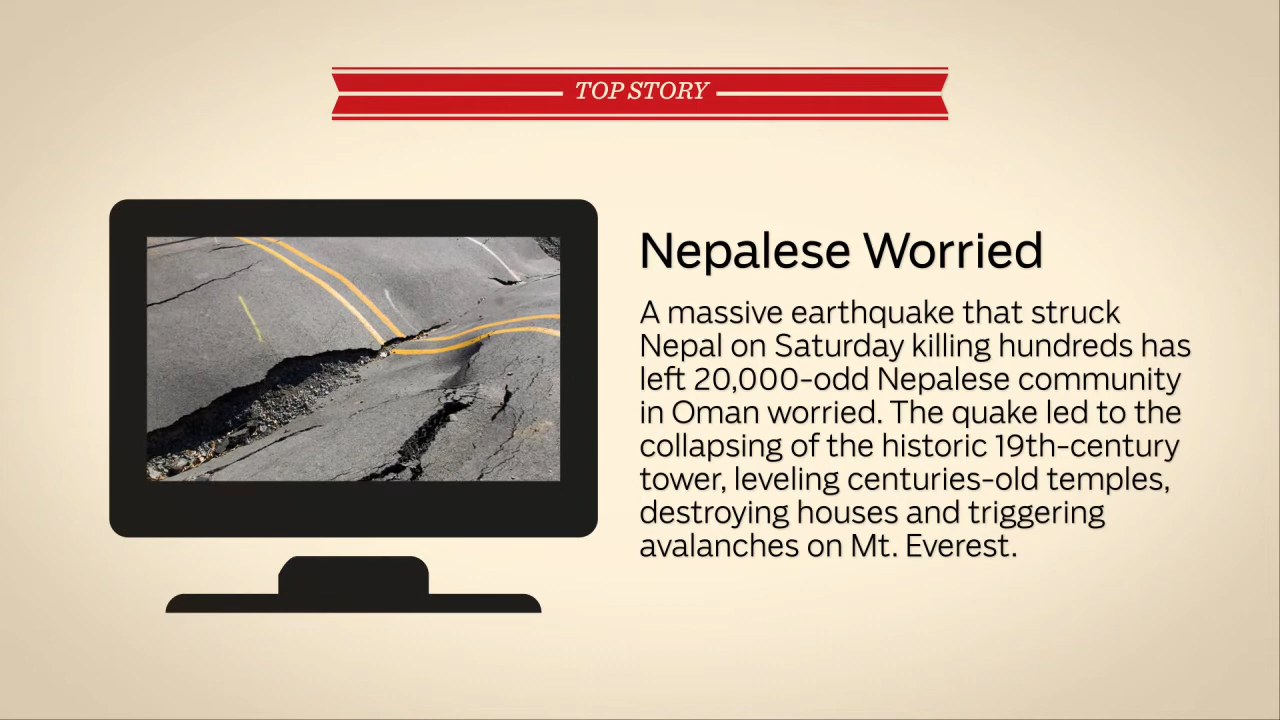 TOP STORY
Nepalese Worried
A massive earthquake that struck
Nepal on Saturday killing hundreds has
left 20,000-odd Nepalese community
in Oman worried. The quake led to the
collapsing of the historic 19th-century
tower, leveling centuries-old temples,
destroying houses and triggering
avalanches on Mt. Everest.